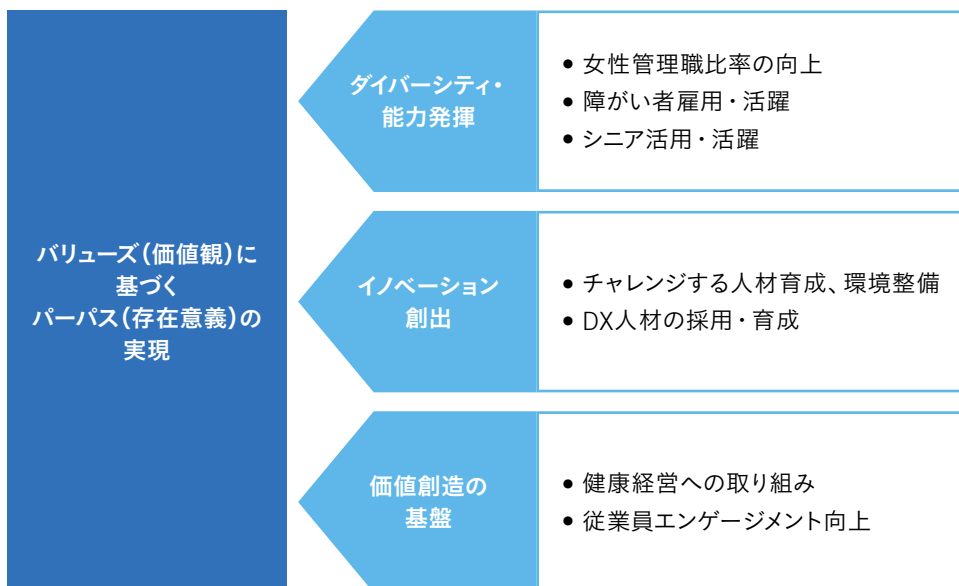 バリューズ(価値観)に
基づく
パーパス(存在意義)の
実現
ダイバーシティ・
能力発揮
• 女性管理職比率の向上
• 障がい者雇用・活躍
• シニア活用・活躍
イノベーション
創出
• チャレンジする人材育成、環境整備
• DX人材の採用・育成
価値創造の
基盤
• 健康経営への取り組み
• 従業員エンゲージメント向上